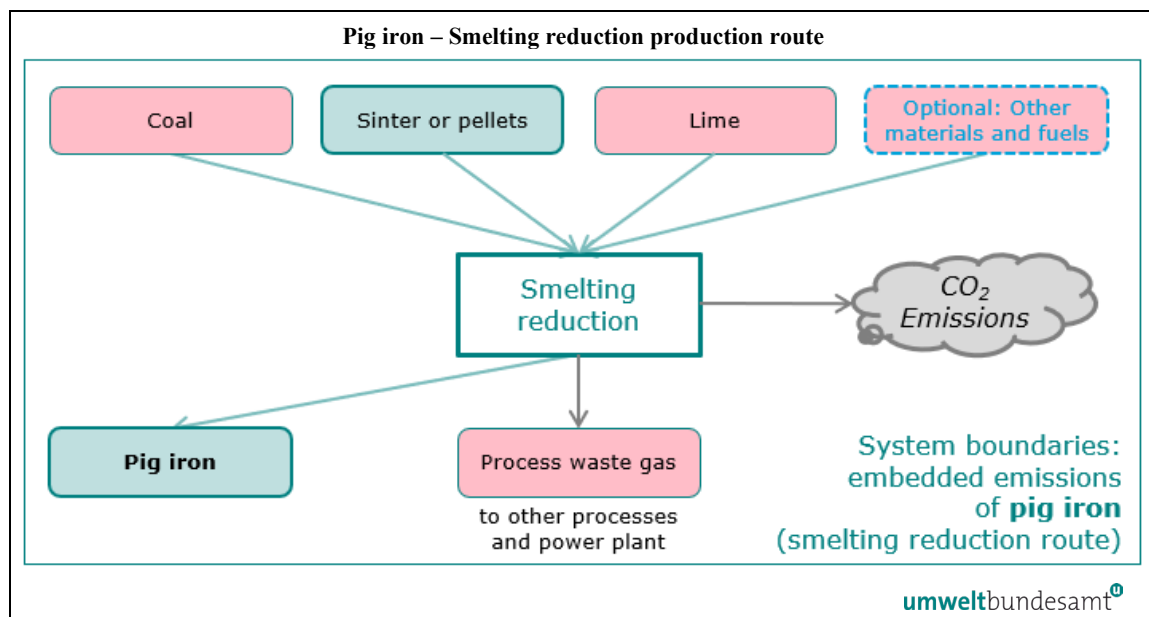 Pig iron – Smelting reduction production route
Coal
Sinter or pellets
Lime
Optional: Other
materials and fuels
Smelting
reduction
CO₂
Emissions
Pig iron
Process waste gas
to other processes
and power plant
System boundaries:
embedded emissions
of pig iron
(smelting reduction route)
umweltbundesamt u